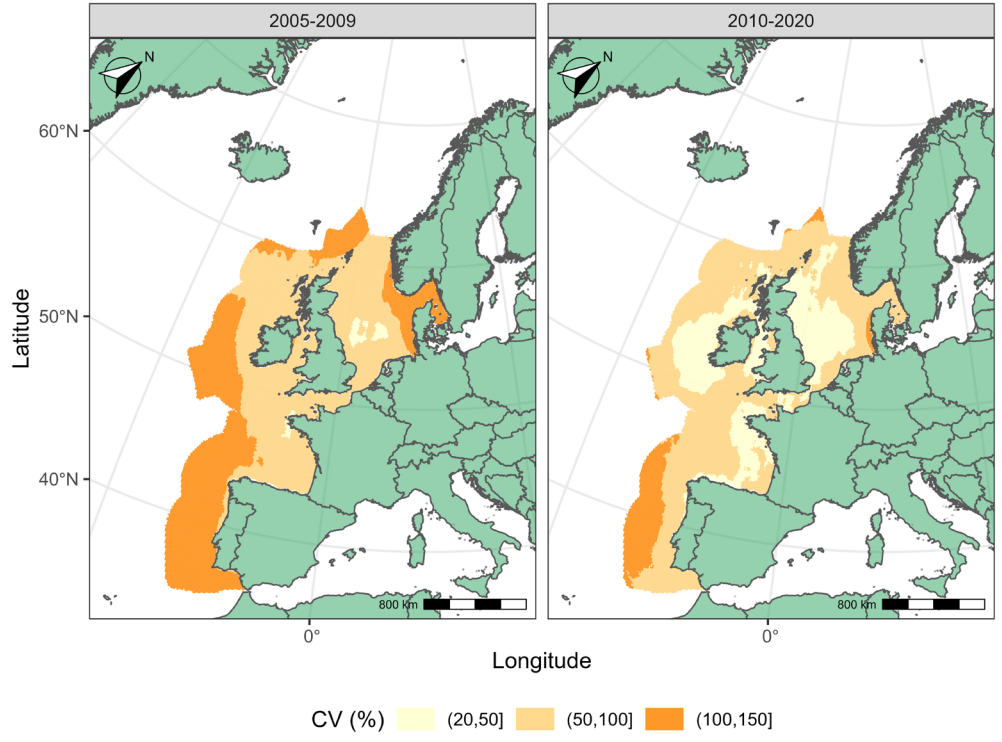 2005-2009
2010-2020
N
N
60°N
50°N
40°N
Latitude
800 km
800 km
0°
0°
Longitude
CV (%)
(20,50]
(50,100]
(100,150]